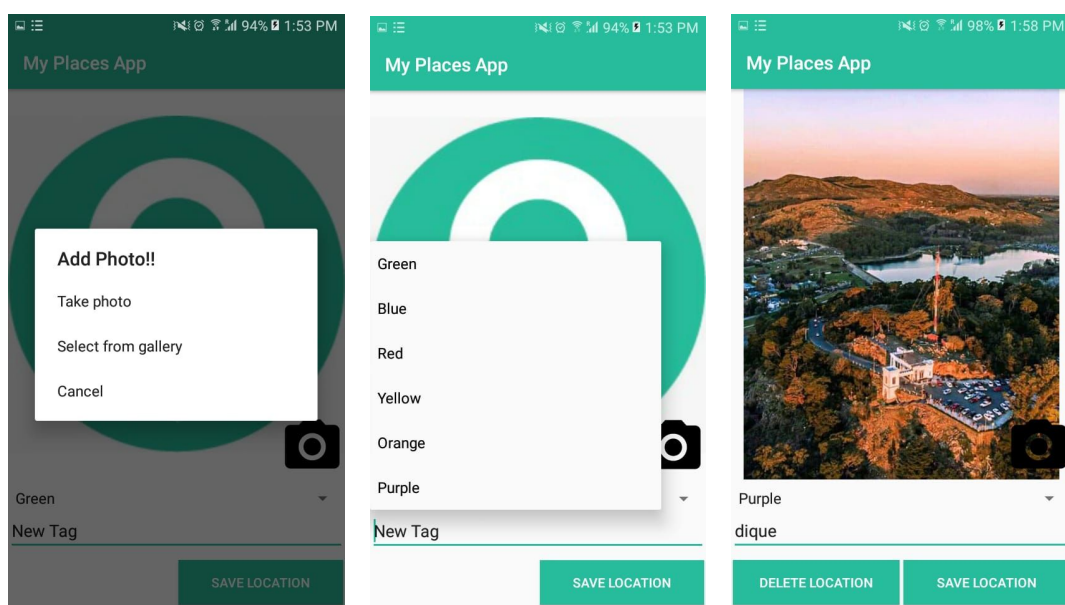 94% 1:53 PM
My Places App
Add Photo!!
Take photo
Select from gallery
Cancel
Green
New Tag
SAVE LOCATION
94% 1:53 PM
My Places App
Green
Blue
Red
Yellow
Orange
Purple
New Tag
SAVE LOCATION
98% 1:58 PM
My Places App
Purple
dique
DELETE LOCATION
SAVE LOCATION